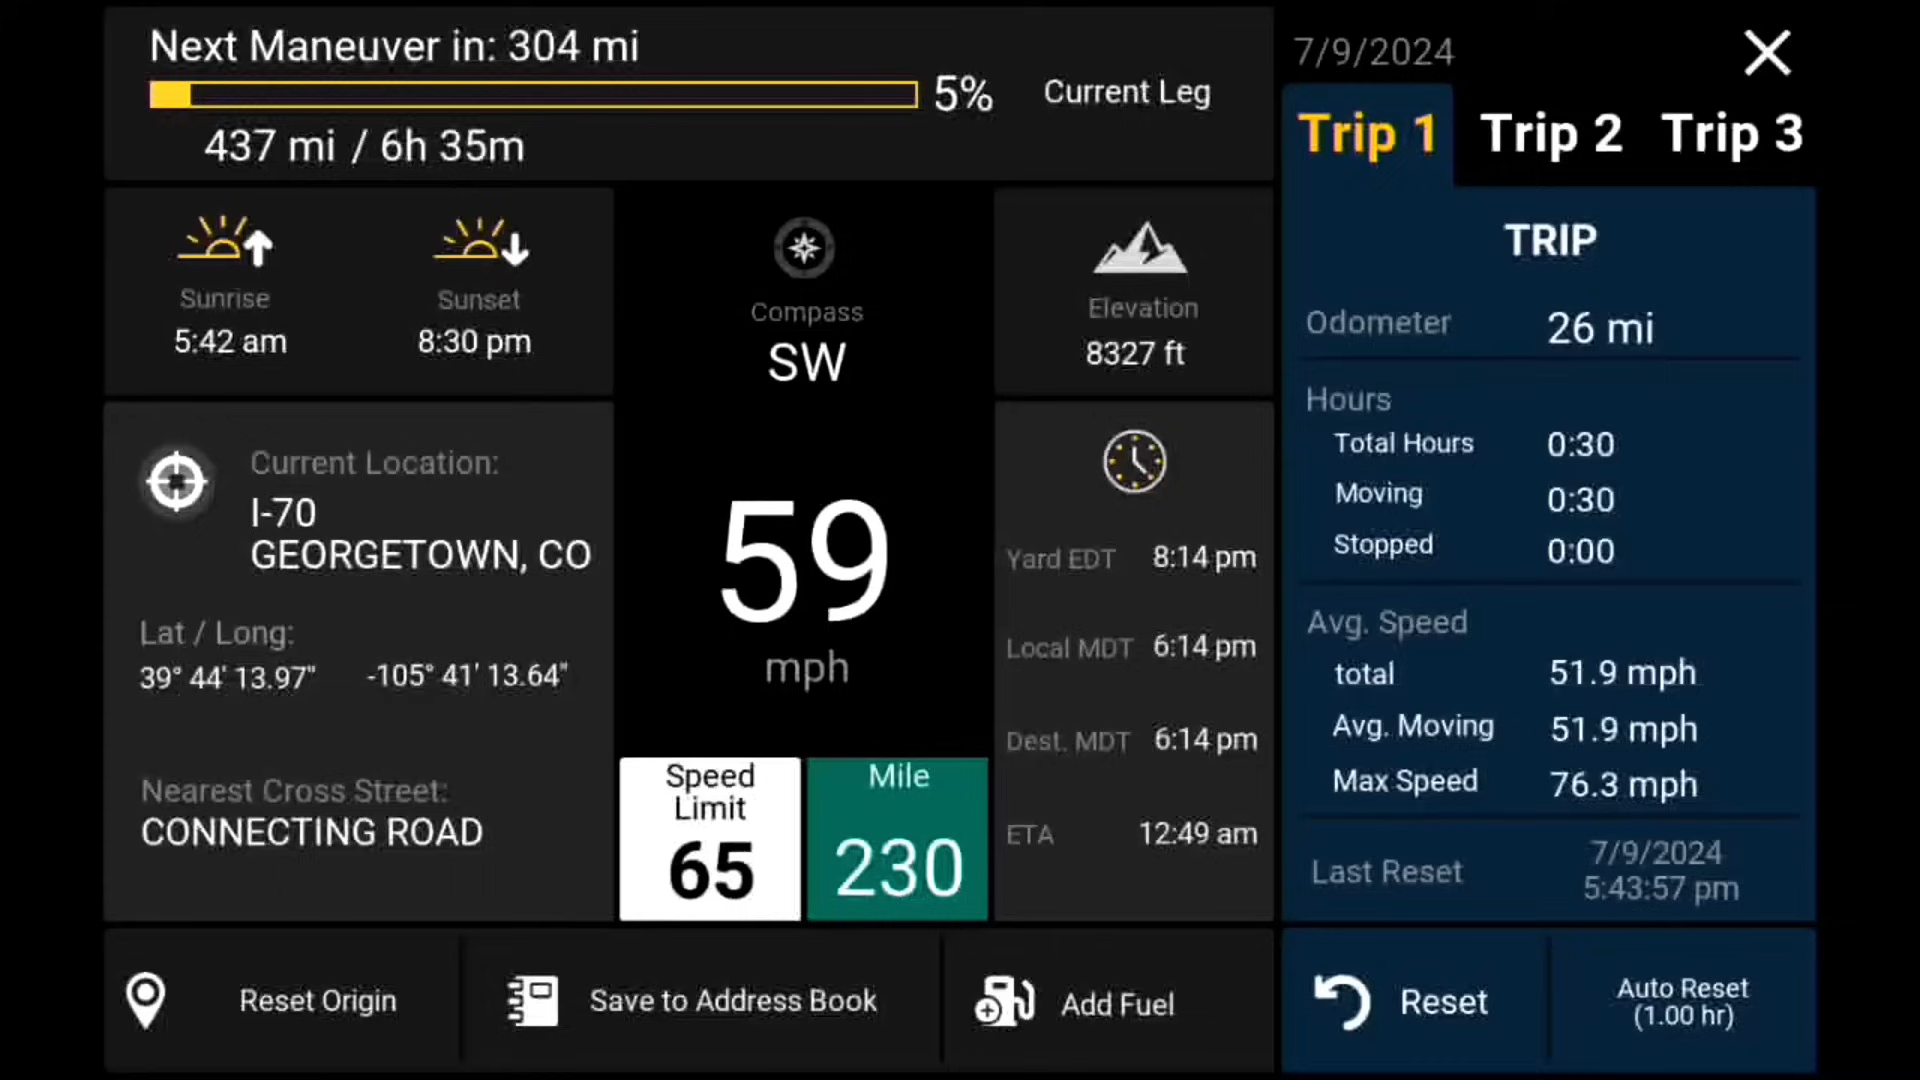 Next Maneuver in: 304 mi
5%
Current Leg
437 mi / 6h 35m
Sunrise
5:42 am
Sunset
8:30 pm
Compass
SW
Elevation
8327 ft
Current Location:
I-70
GEORGETOWN, CO
Lat / Long:
39° 44' 13.97" -105° 41' 13.64"
Nearest Cross Street:
CONNECTING ROAD
59
mph
Speed
Limit
65
Mile
230
Yard EDT 8:14 pm
Local MDT 6:14 pm
Dest. MDT 6:14 pm
ETA 12:49 am
Reset Origin
Save to Address Book
Add Fuel
7/9/2024
Trip 1 Trip 2 Trip 3
TRIP
Odometer 26 mi
Hours
Total Hours 0:30
Moving 0:30
Stopped 0:00
Avg. Speed
total 51.9 mph
Avg. Moving 51.9 mph
Max Speed 76.3 mph
Last Reset 7/9/2024
5:43:57 pm
Reset
Auto Reset
(1.00 hr)